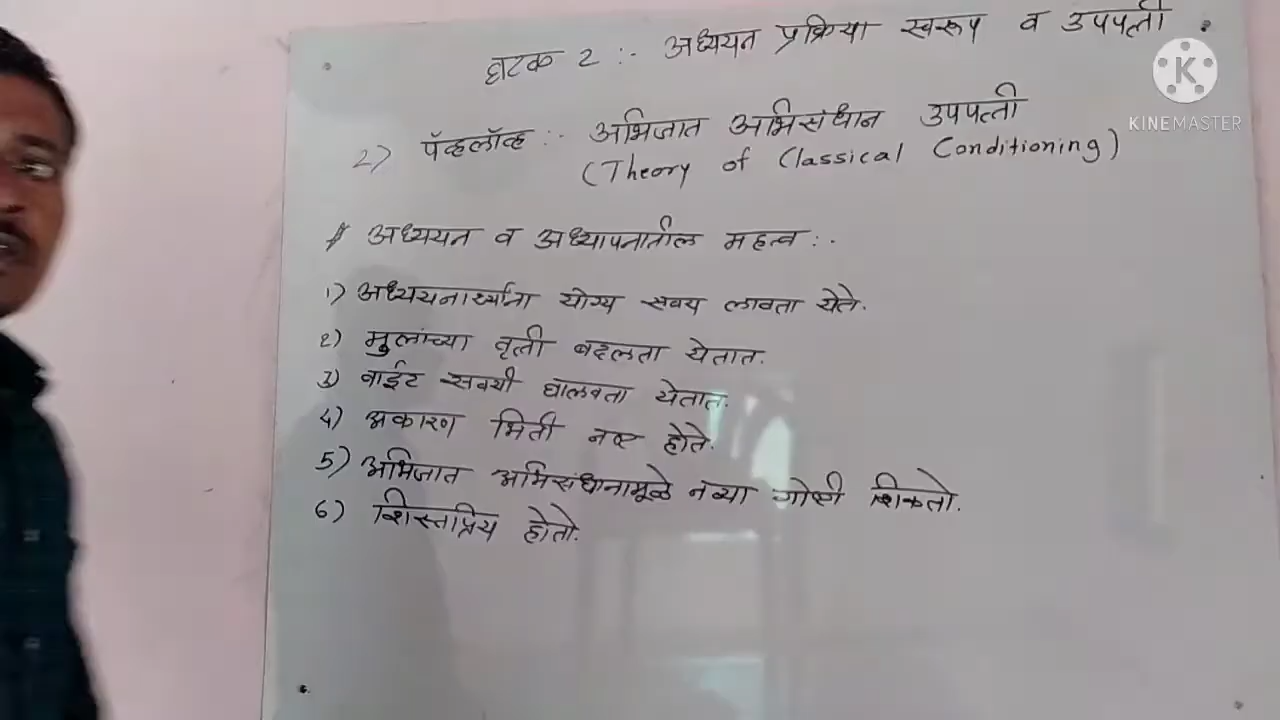 घटक 2 :- अध्ययन प्रक्रिया स्वरूप व उपपत्ती
2) पॅव्हलॉव्ह :- अभिजात अभिसंधान उपपत्ती
(Theory of Classical Conditioning)
# अध्ययन व अध्यापनातील महत्व :-
१) अध्ययनार्थ्यांना योग्य सवय लावता येते.
२) मुलांच्या वृत्ती बदलता येतात.
3) वाईट सवयी घालवता येतात.
4) अकारण भिती नष्ट होते.
5) अभिजात अभिसंधानामूळे नव्या गोष्टी शिकतो.
6) शिस्तप्रिय होतो.
K
KINEMASTER